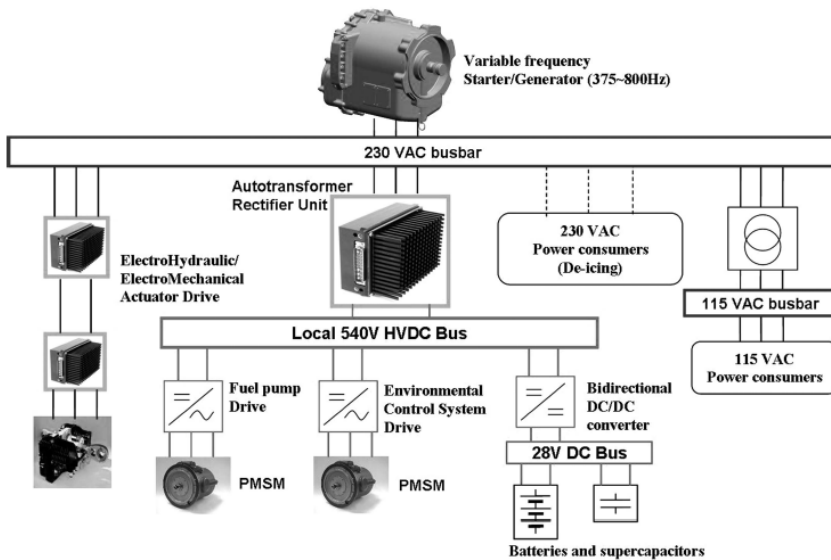 Variable frequency
Starter/Generator (375~800Hz)
230 VAC busbar
Autotransformer
Rectifier Unit
ElectroHydraulic/
ElectroMechanical
Actuator Drive
230 VAC
Power consumers
(De-icing)
115 VAC busbar
115 VAC
Power consumers
Local 540V HVDC Bus
Fuel pump
Drive
Environmental
Control System
Drive
Bidirectional
DC/DC
converter
28V DC Bus
PMSM
PMSM
Batteries and supercapacitors